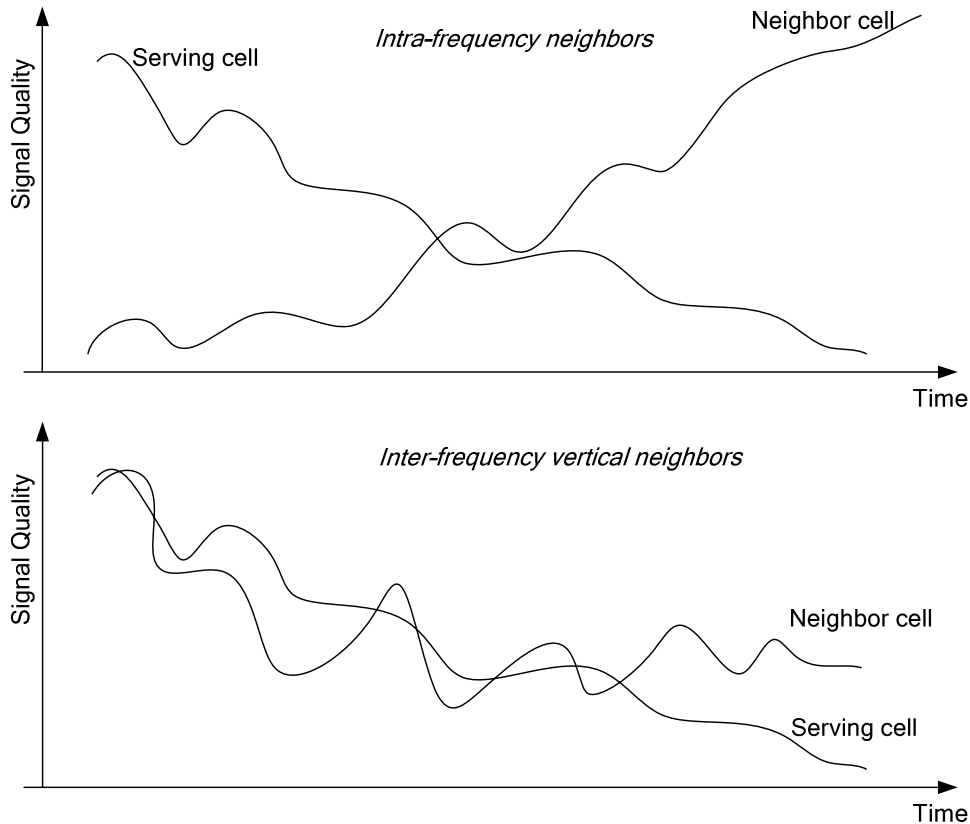 Intra-frequency neighbors
Neighbor cell
Serving cell
Signal Quality
Time
Inter-frequency vertical neighbors
Signal Quality
Neighbor cell
Serving cell
Time